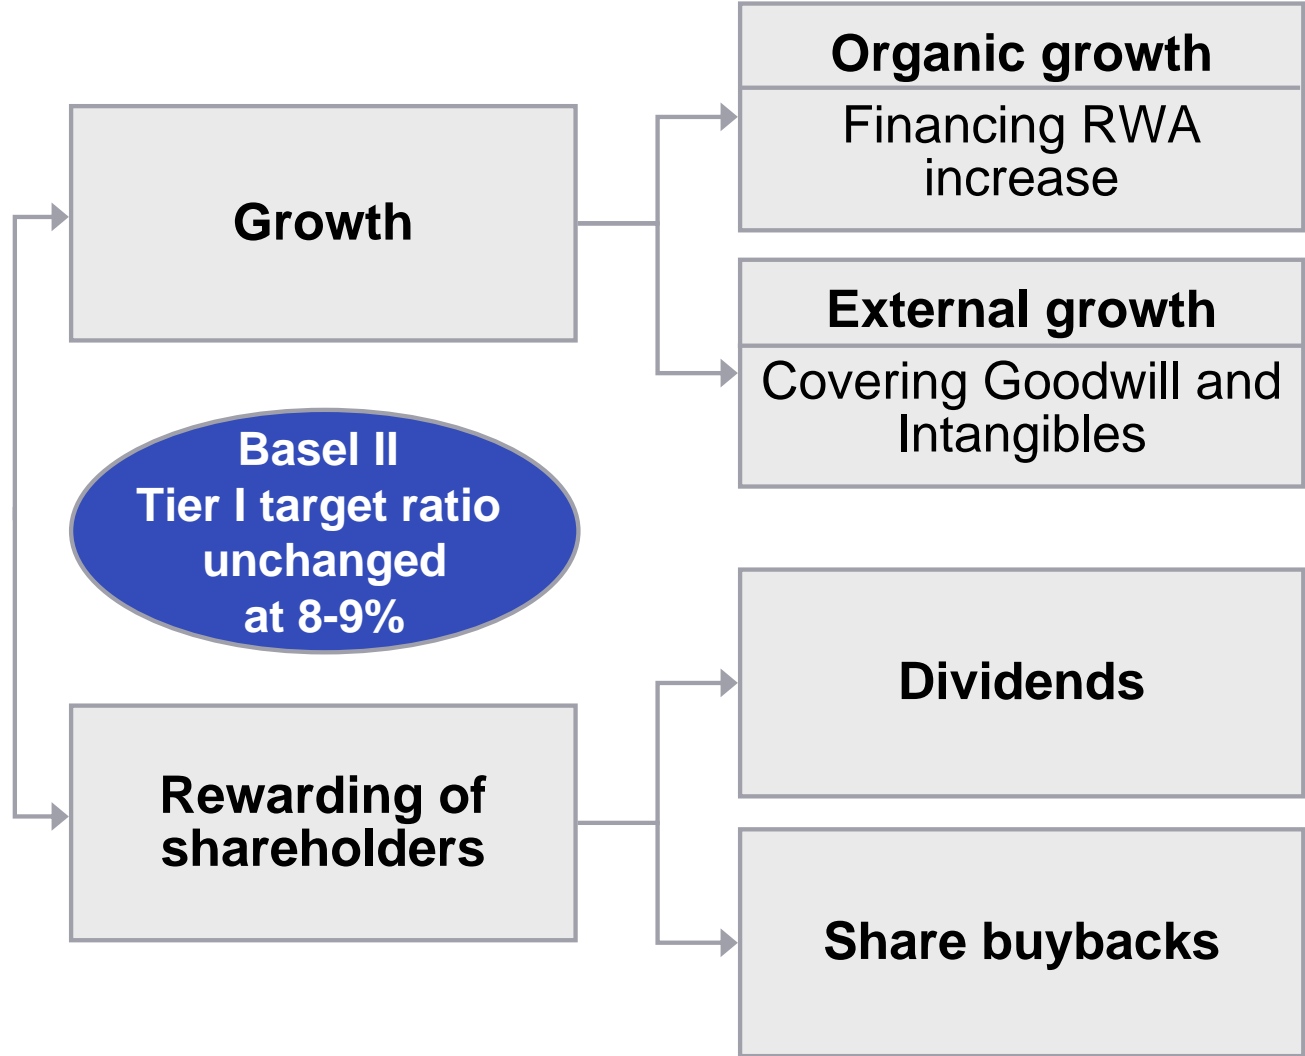 Growth
Organic growth
Financing RWA
increase
External growth
Covering Goodwill and
Intangibles
Basel II
Tier I target ratio
unchanged
at 8-9%
Rewarding of
shareholders
Dividends
Share buybacks